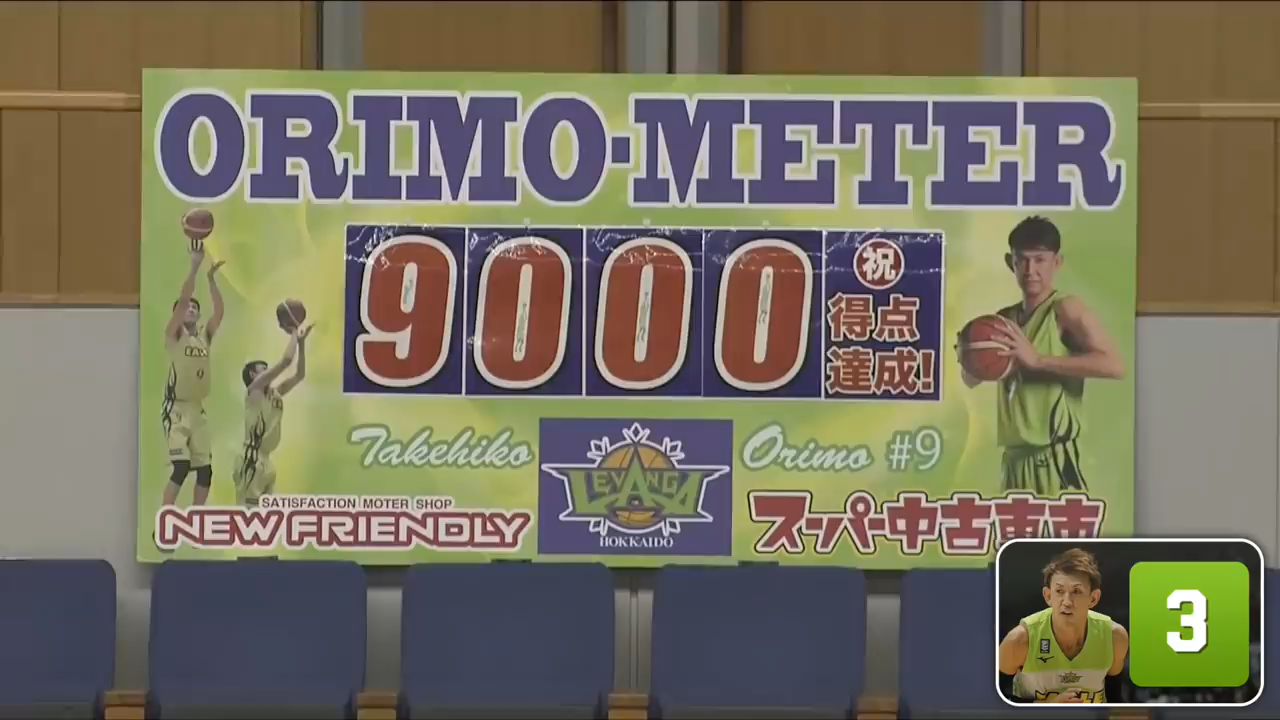 ORIMO-METER
9000
祝
得点
達成!
Takehiko
Orimo #9
LEVANGA
HOKKAIDO
SATISFACTION MOTER SHOP
NEW FRIENDLY
スーパー中古車市
3